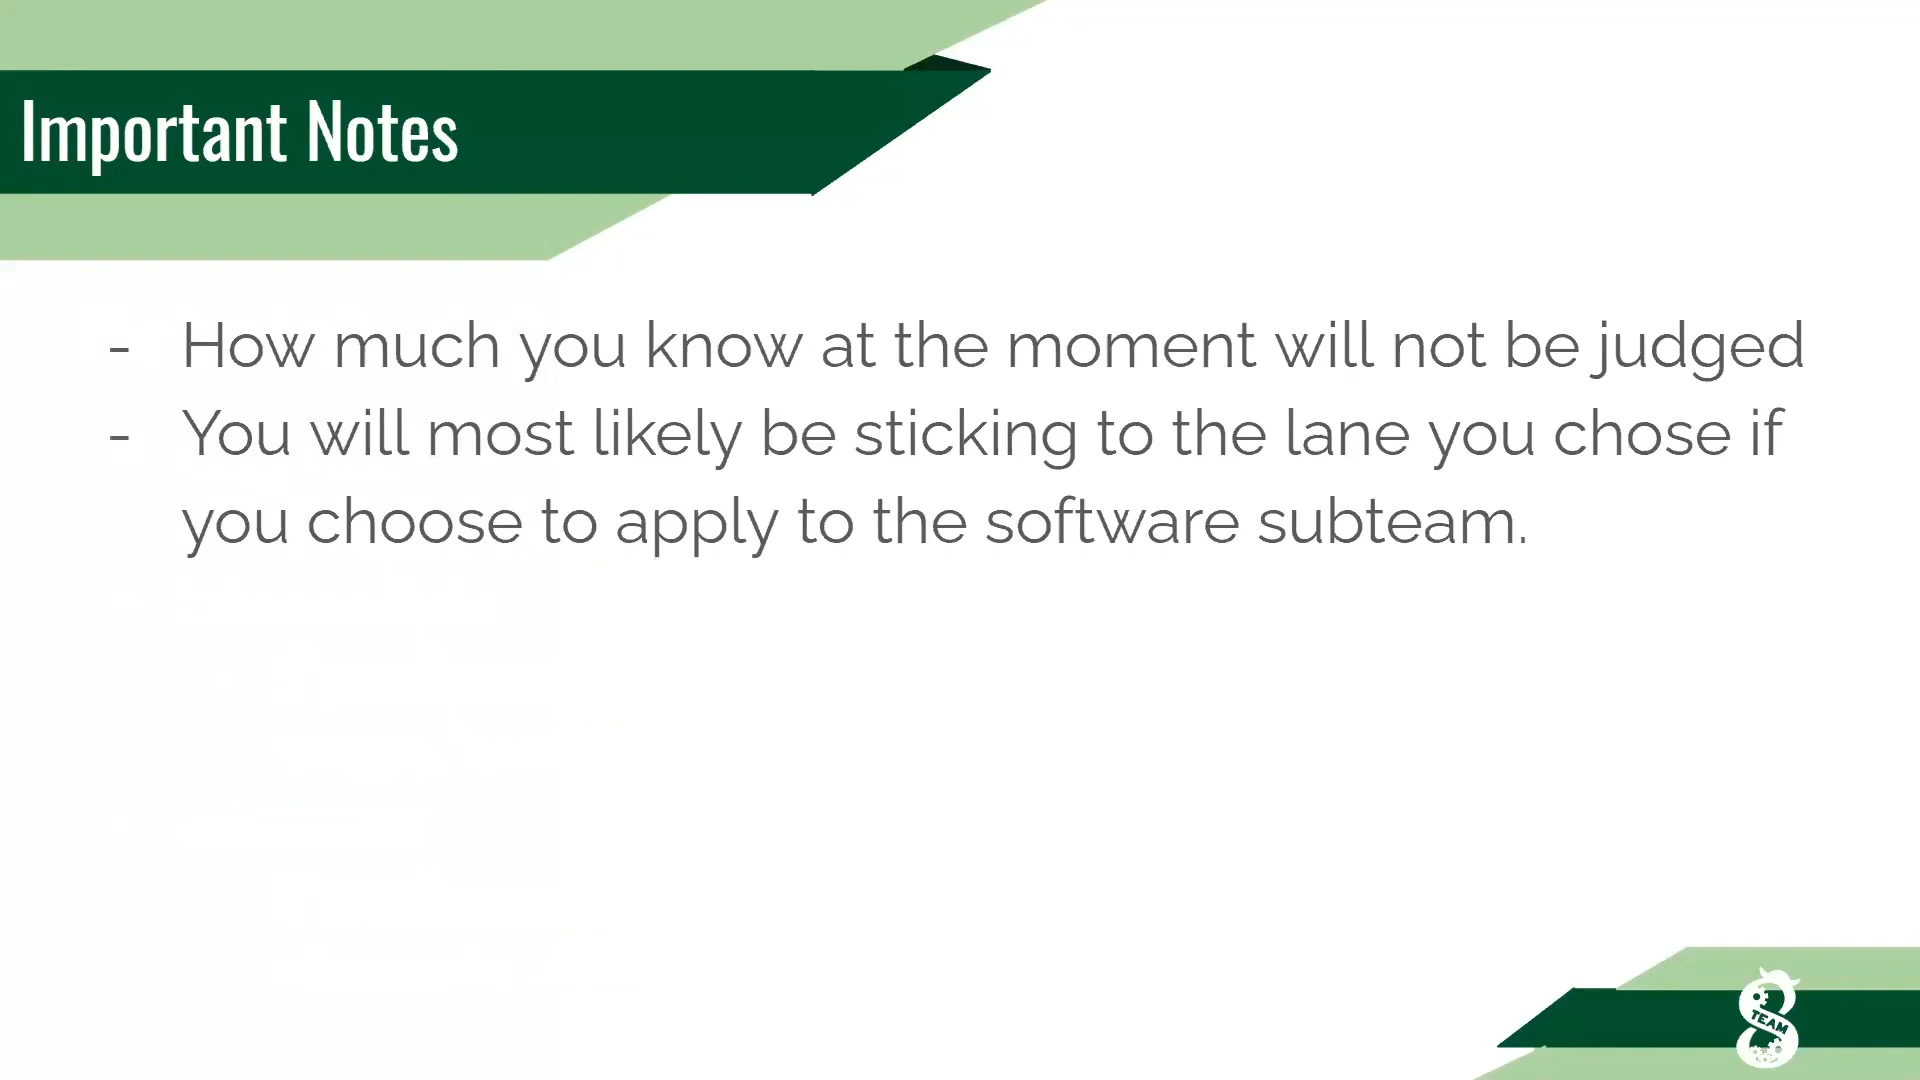 Important Notes
- How much you know at the moment will not be judged
- You will most likely be sticking to the lane you chose if
you choose to apply to the software subteam.
8
TEAM